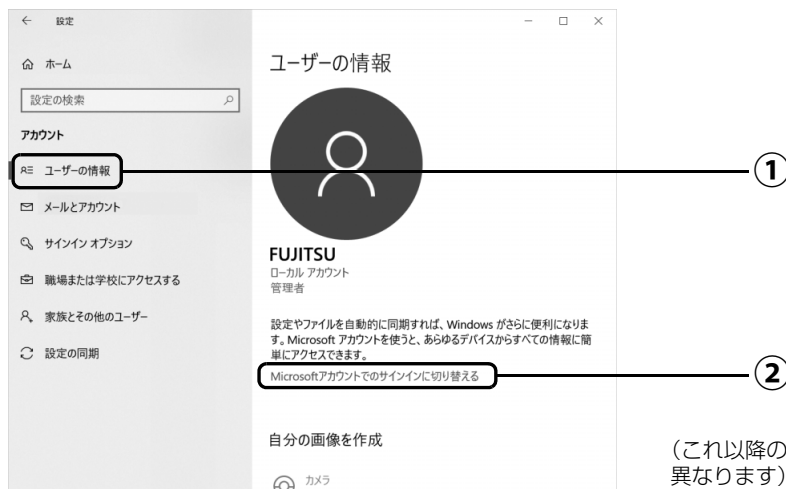 設定
ホーム
設定の検索
アカウント
ユーザーの情報
メールとアカウント
サインイン オプション
職場または学校にアクセスする
家族とその他のユーザー
設定の同期
ユーザーの情報
FUJITSU
ローカル アカウント
管理者
設定やファイルを自動的に同期すれば、Windows がさらに便利になりま
す。Microsoft アカウントを使うと、あらゆるデバイスからすべての情報に簡
単にアクセスできます。
Microsoftアカウントでのサインインに切り替える
自分の画像を作成
カメラ
①
②
（これ以降の
異なります）